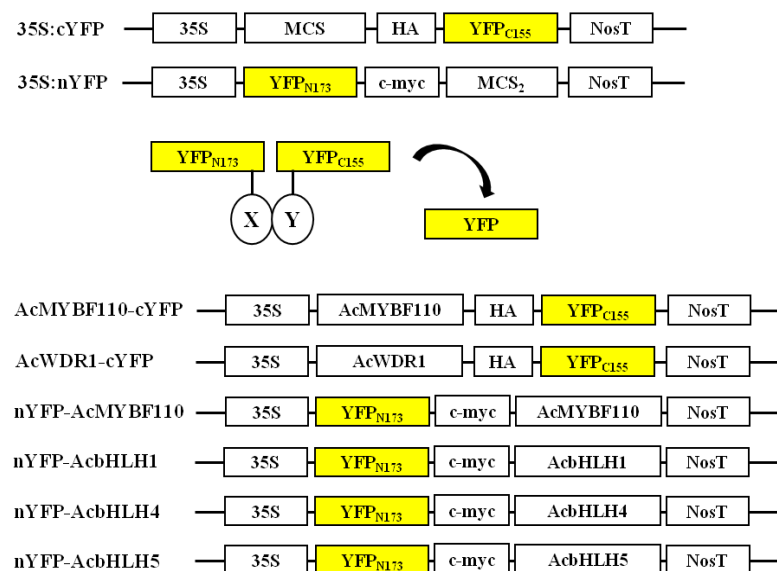 35S:cYFP 35S MCS HA YFPC155 NosT
35S:nYFP 35S YFPN173 c-myc MCS2 NosT
YFPN173 YFPC155
X Y YFP
AcMYBF110-cYFP 35S AcMYBF110 HA YFPC155 NosT
AcWDR1-cYFP 35S AcWDR1 HA YFPC155 NosT
nYFP-AcMYBF110 35S YFPN173 c-myc AcMYBF110 NosT
nYFP-AcbHLH1 35S YFPN173 c-myc AcbHLH1 NosT
nYFP-AcbHLH4 35S YFPN173 c-myc AcbHLH4 NosT
nYFP-AcbHLH5 35S YFPN173 c-myc AcbHLH5 NosT